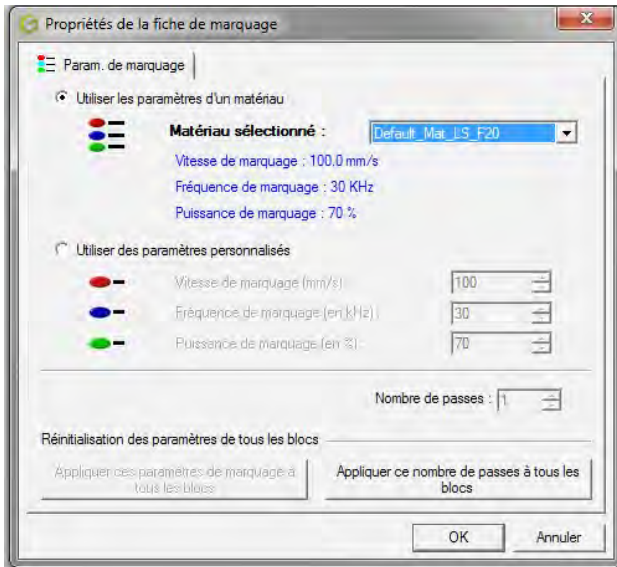 Propriétés de la fiche de marquage
Param. de marquage
Utiliser les paramètres d'un matériau
Matériau sélectionné : Default_Mat_LS_F20
Vitesse de marquage : 100.0 mm/s
Fréquence de marquage : 30 KHz
Puissance de marquage : 70 %
Utiliser des paramètres personnalisés
Vitesse de marquage (mm/s) 100
Fréquence de marquage (en kHz) 30
Puissance de marquage (en %) 70
Nombre de passes : 1
Réinitialisation des paramètres de tous les blocs
Appliquer ces paramètres de marquage à
tous les blocs
Appliquer ce nombre de passes à tous les
blocs
OK Annuler